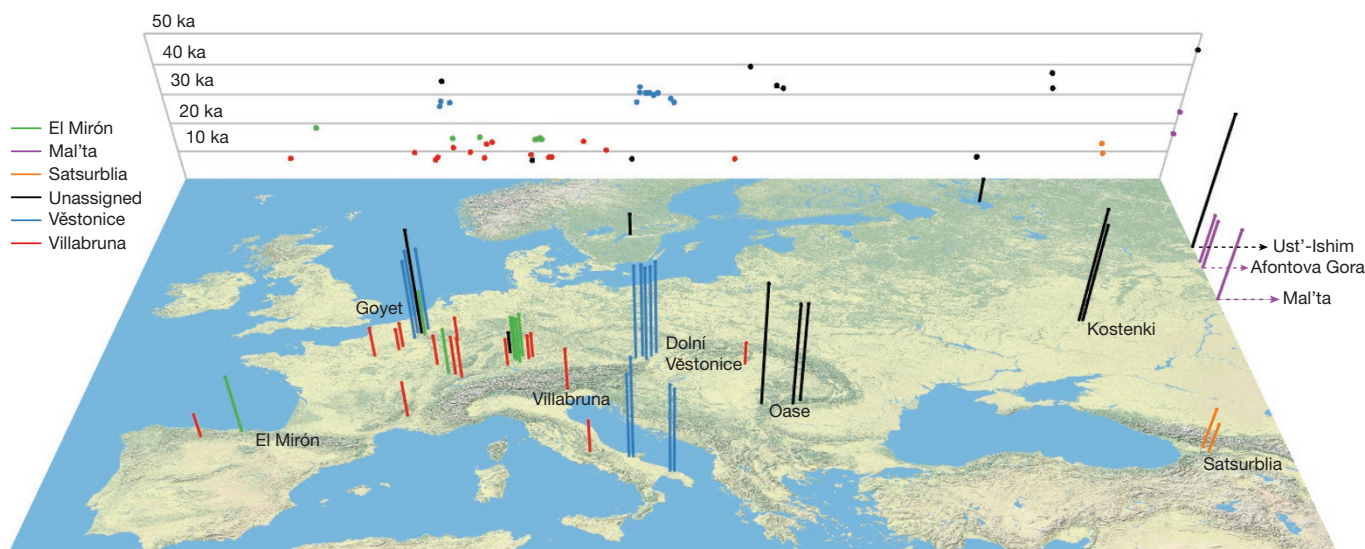 50 ka
40 ka
30 ka
20 ka
10 ka
El Mirón
Mal'ta
Satsurblia
Unassigned
Věstonice
Villabruna
Goyet
Dolní
Věstonice
Villabruna
El Mirón
Oase
Kostenki
Satsurblia
Ust'-Ishim
Afontova Gora
Mal'ta